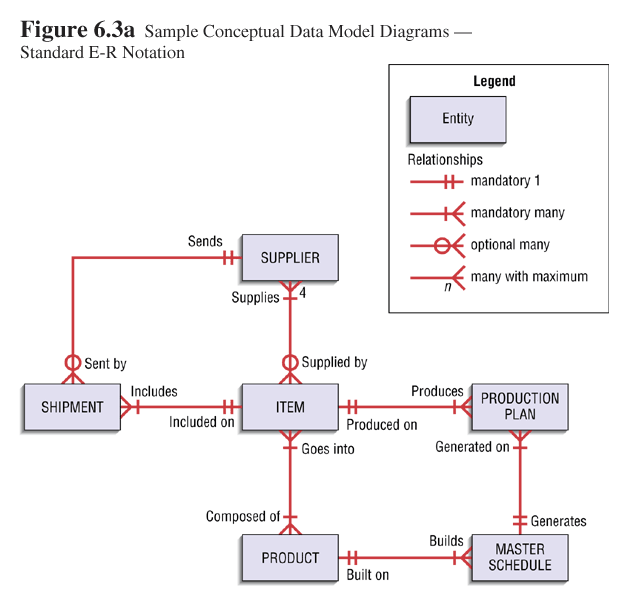 Figure 6.3a Sample Conceptual Data Model Diagrams —
Standard E-R Notation
Legend
Entity
Relationships
mandatory 1
mandatory many
optional many
many with maximum
n
Sends
SUPPLIER
Supplies
4
Sent by
Supplied by
SHIPMENT
Includes
Included on
ITEM
Produces
Produced on
PRODUCTION
PLAN
Goes into
Generated on
Composed of
Generates
PRODUCT
Builds
Built on
MASTER
SCHEDULE